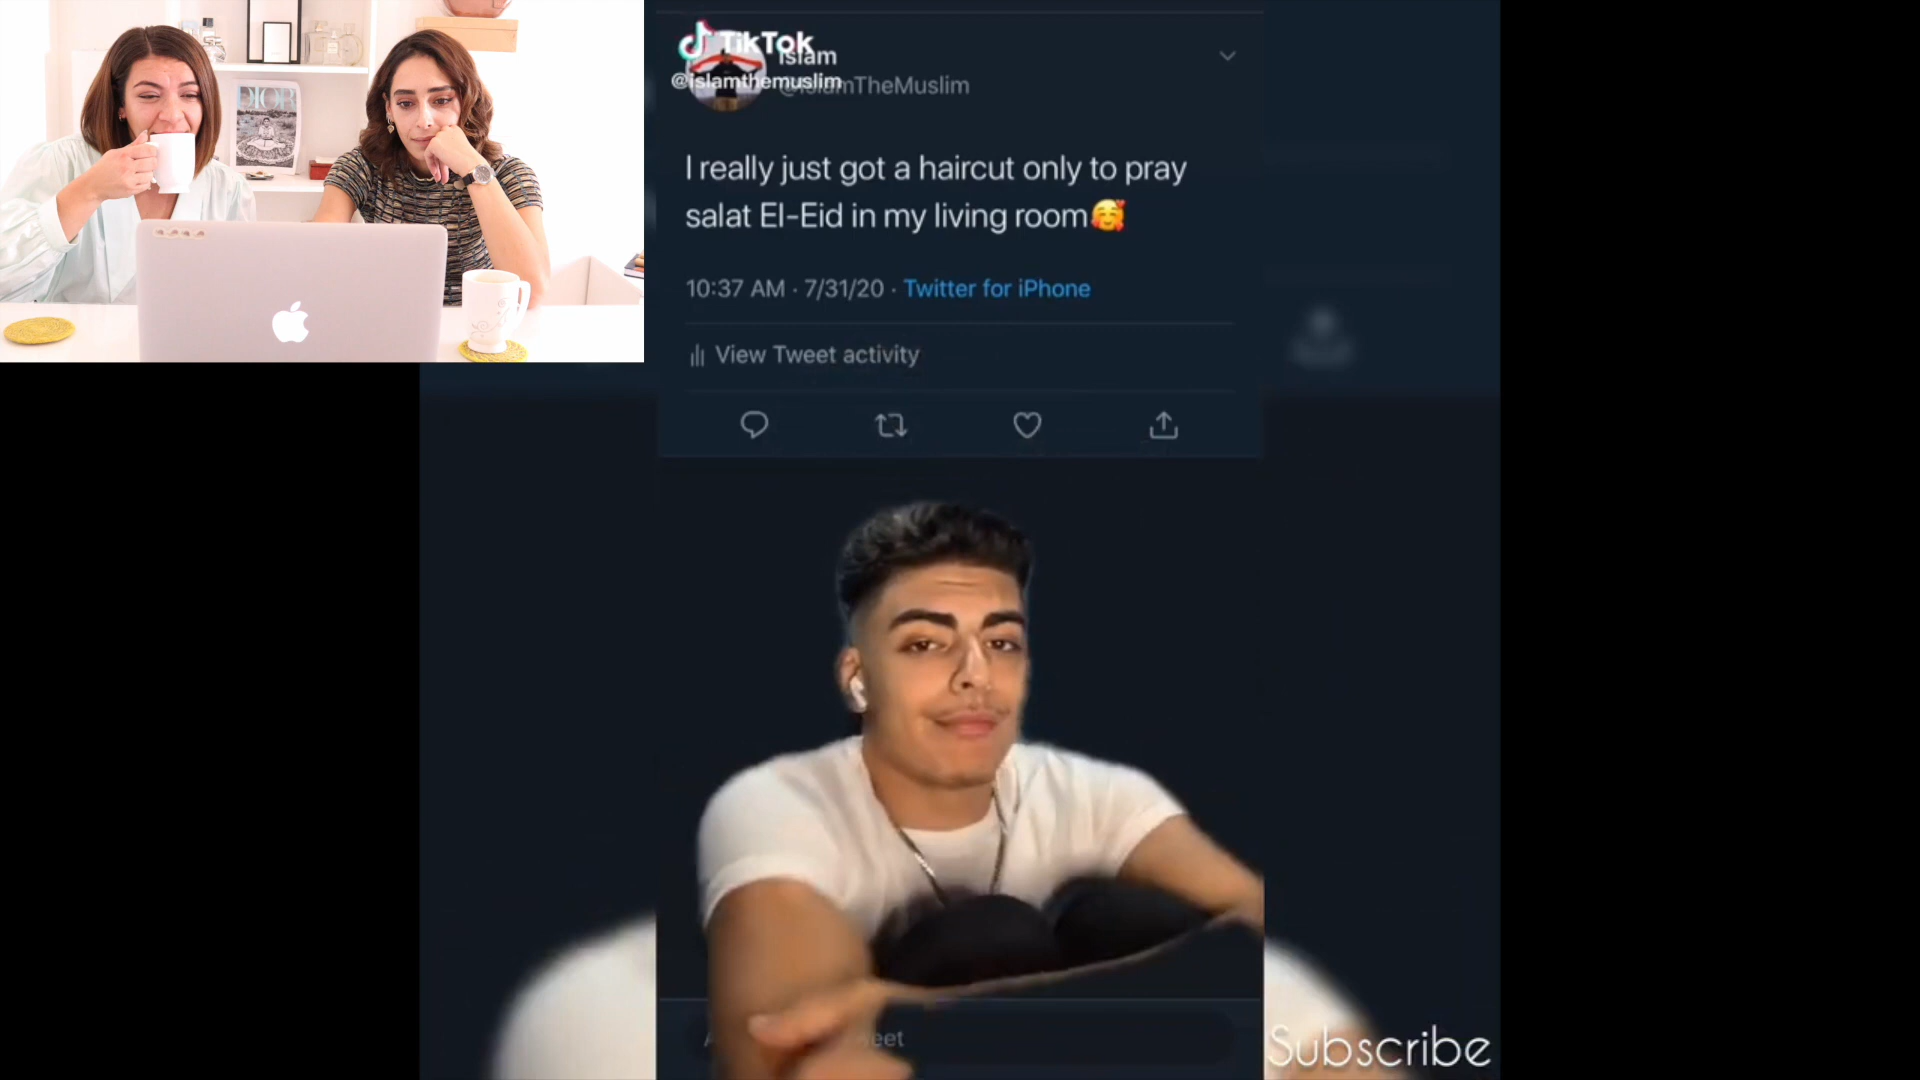 DIOR
TikTok
Islam
@islamthemuslim
@IslamTheMuslim
I really just got a haircut only to pray
salat El-Eid in my living room🥰
10:37 AM · 7/31/20 · Twitter for iPhone
View Tweet activity
Subscribe